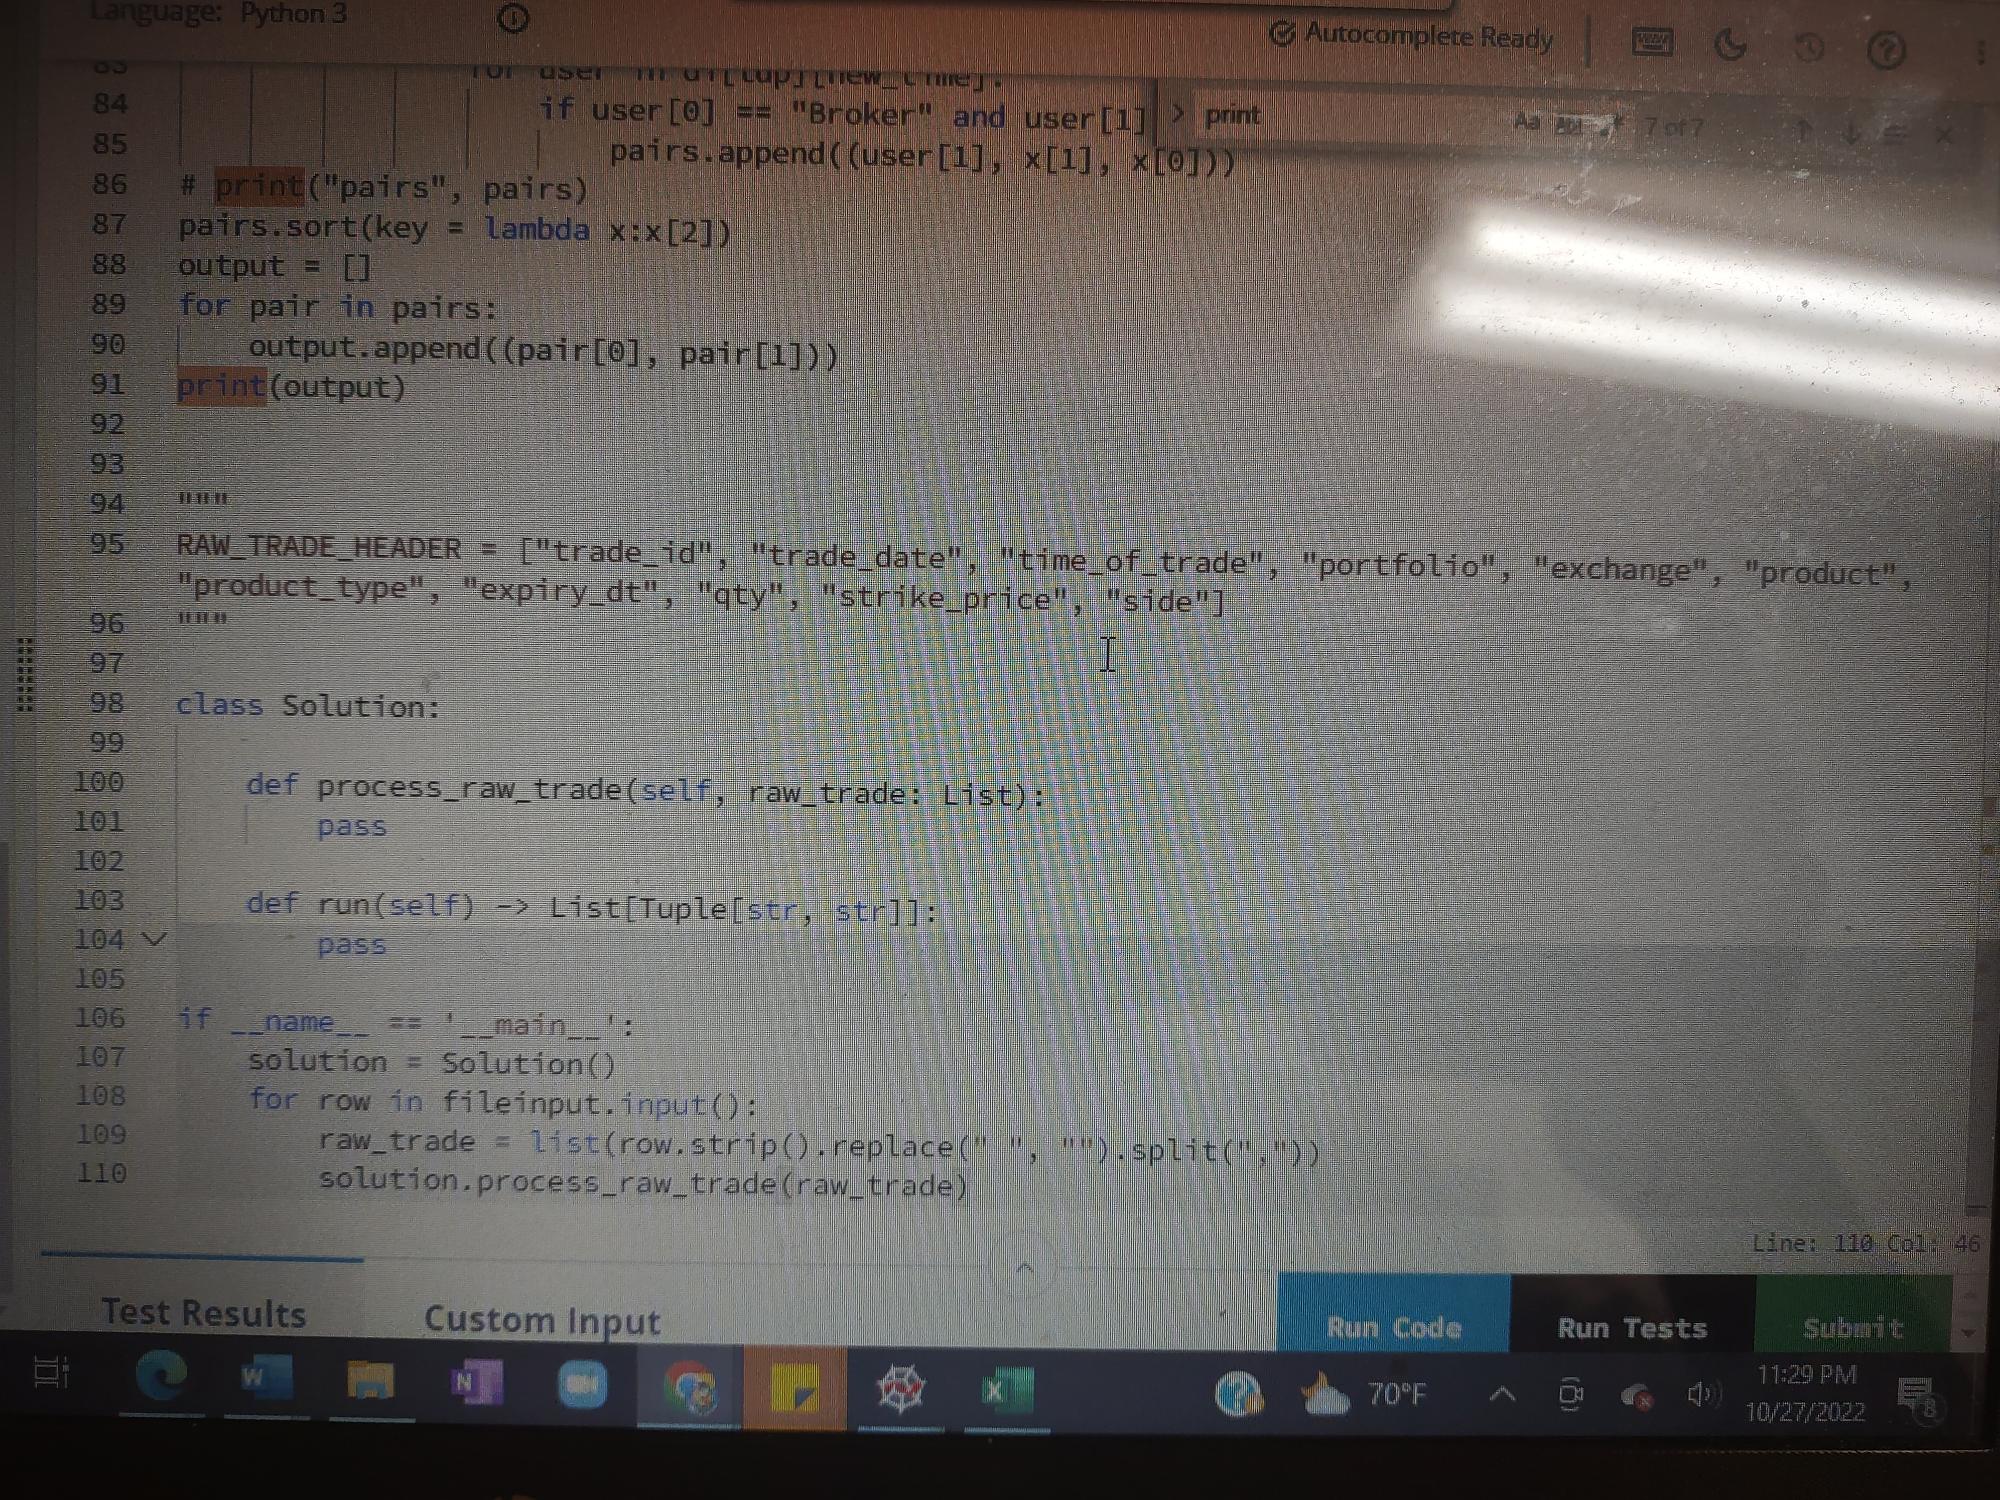 Language: Python 3
Autocomplete Ready
83 for user in
84 if user[0] == "Broker" and user[1]
> print
Aa 7 of 7
85 pairs.append((user[1], x[1], x[0]))
86 # print("pairs", pairs)
87 pairs.sort(key = lambda x:x[2])
88 output = []
89 for pair in pairs:
90 output.append((pair[0], pair[1]))
91 print(output)
92
93
94 """
95 RAW_TRADE_HEADER = ["trade_id", "trade_date", "time_of_trade", "portfolio", "exchange", "product",
"product_type", "expiry_dt", "qty", "strike_price", "side"]
96 """
97
98 class Solution:
99
100 def process_raw_trade(self, raw_trade: List):
101 pass
102
103 def run(self) -> List[Tuple[str, str]]:
104 pass
105
106 if __name__ == '__main__':
107 solution = Solution()
108 for row in fileinput.input():
109 raw_trade = list(row.strip().replace(" ", "").split(","))
110 solution.process_raw_trade(raw_trade)
Line: 110 Col: 46
Test Results
Custom Input
Run Code
Run Tests
Submit
70°F
11:29 PM
10/27/2022
8